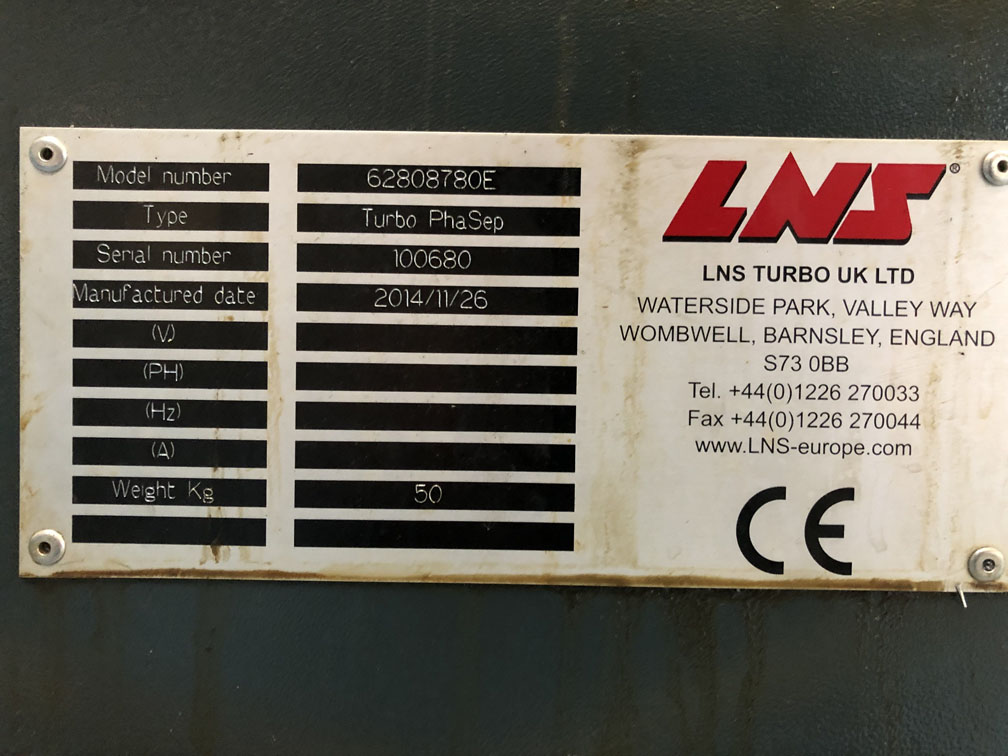 Model number 62808780E
Type Turbo PhaSep
Serial number 100680
Manufactured date 2014/11/26
(V)
(PH)
(Hz)
(A)
Weight Kg 50
LNS®
LNS TURBO UK LTD
WATERSIDE PARK, VALLEY WAY
WOMBWELL, BARNSLEY, ENGLAND
S73 0BB
Tel. +44(0)1226 270033
Fax +44(0)1226 270044
www.LNS-europe.com
CE